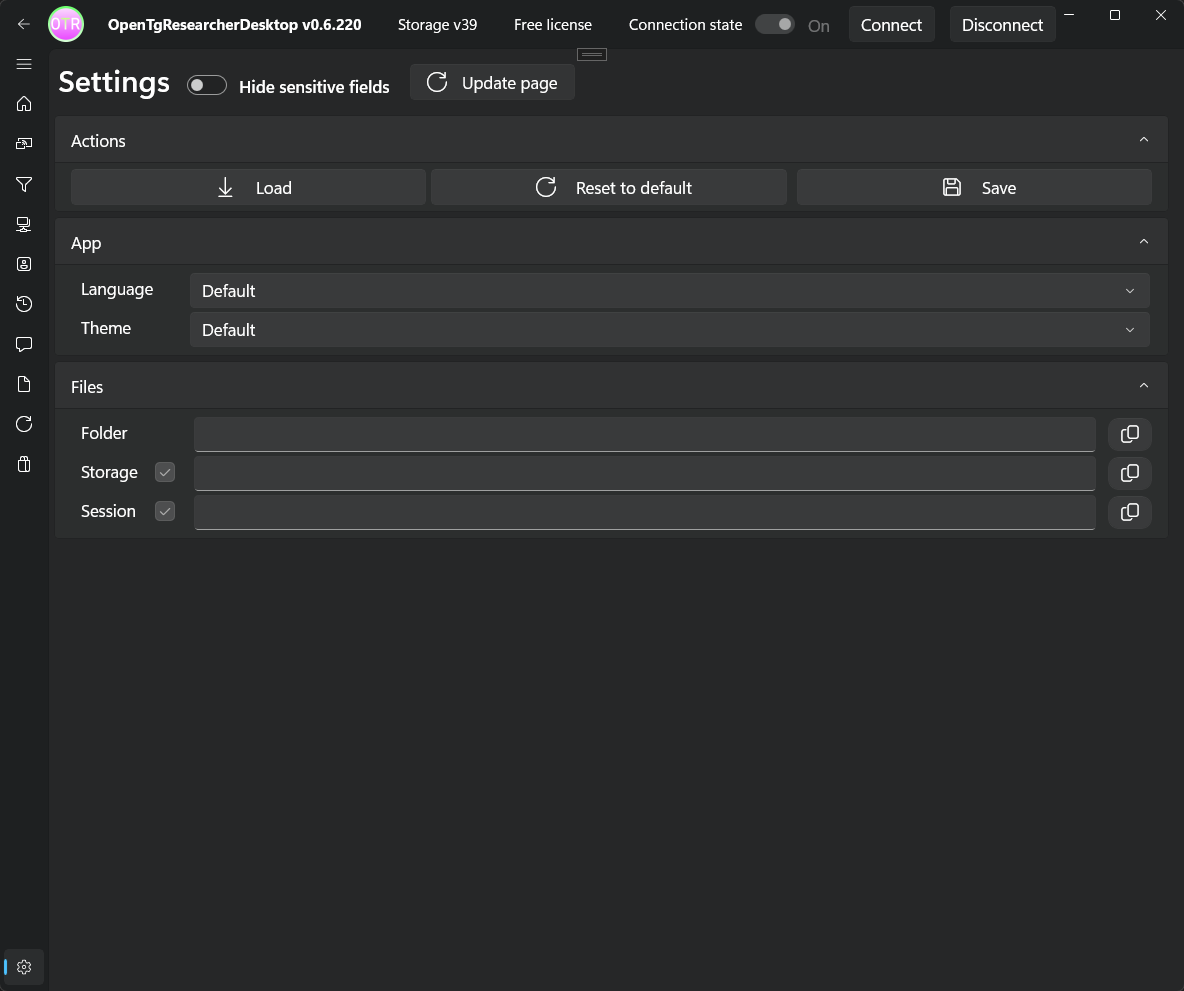 OTR OpenTgResearcherDesktop v0.6.220 Storage v39 Free license Connection state On Connect Disconnect
Settings Hide sensitive fields Update page
Actions
Load Reset to default Save
App
Language Default
Theme Default
Files
Folder
Storage
Session